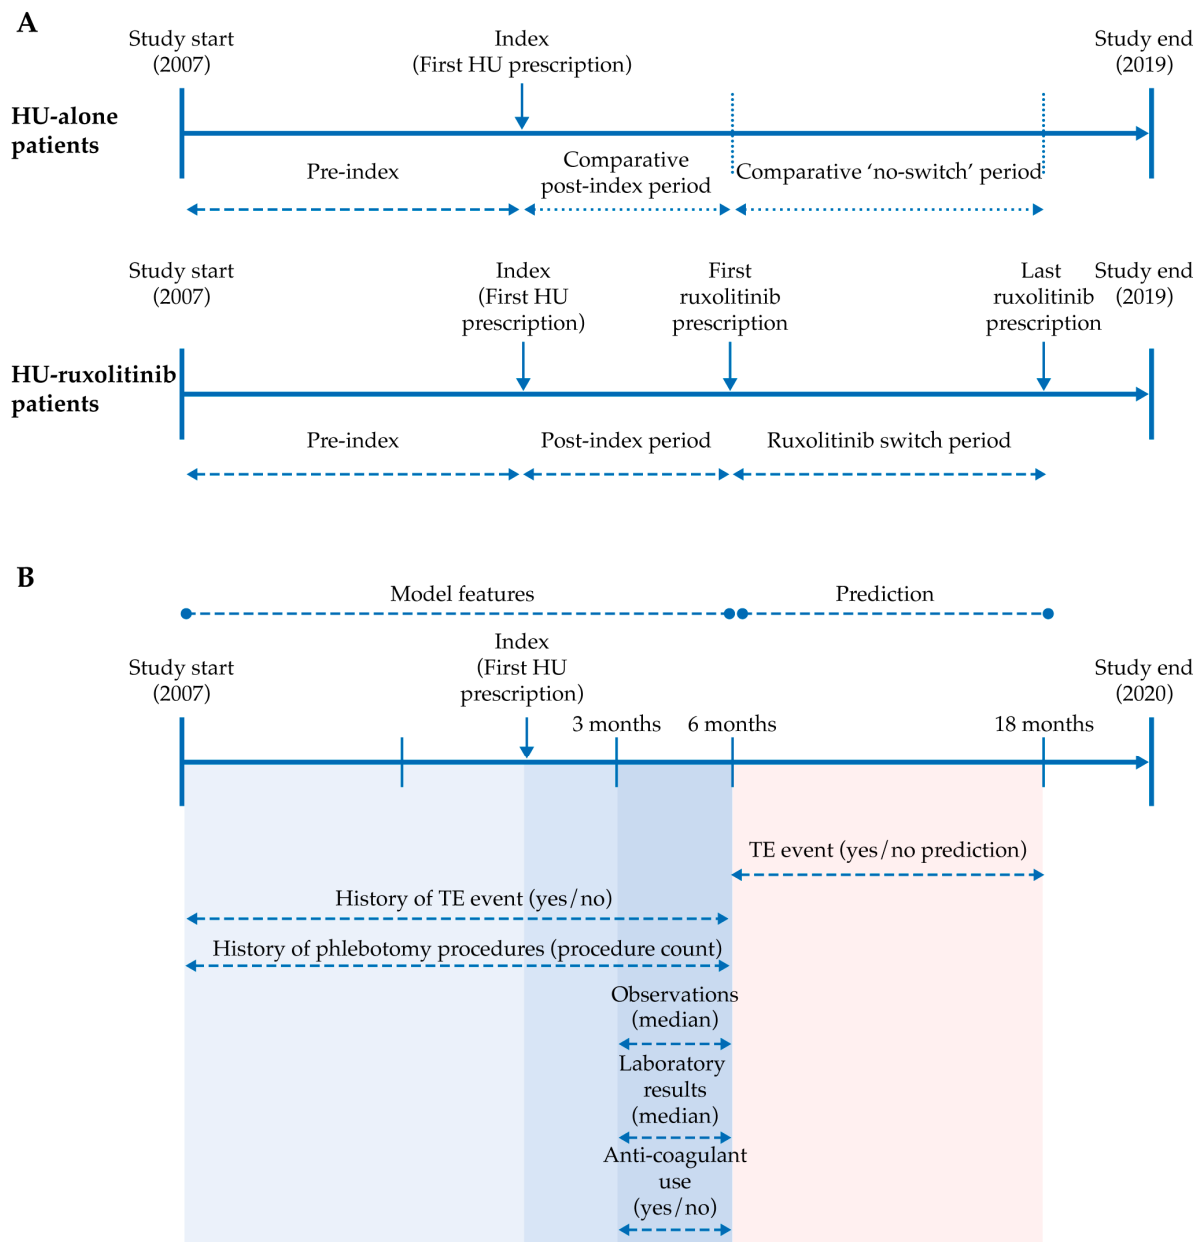 A
Study start
(2007)
Index
(First HU prescription)
Study end
(2019)
HU-alone
patients
Pre-index
Comparative
post-index period
Comparative ‘no-switch’ period
Study start
(2007)
Index
(First HU
prescription)
First
ruxolitinib
prescription
Last
ruxolitinib
prescription
Study end
(2019)
HU-ruxolitinib
patients
Pre-index
Post-index period
Ruxolitinib switch period
B
Model features
Prediction
Study start
(2007)
Index
(First HU
prescription)
Study end
(2020)
3 months
6 months
18 months
TE event (yes/no prediction)
History of TE event (yes/no)
History of phlebotomy procedures (procedure count)
Observations
(median)
Laboratory
results
(median)
Anti-coagulant
use
(yes/no)